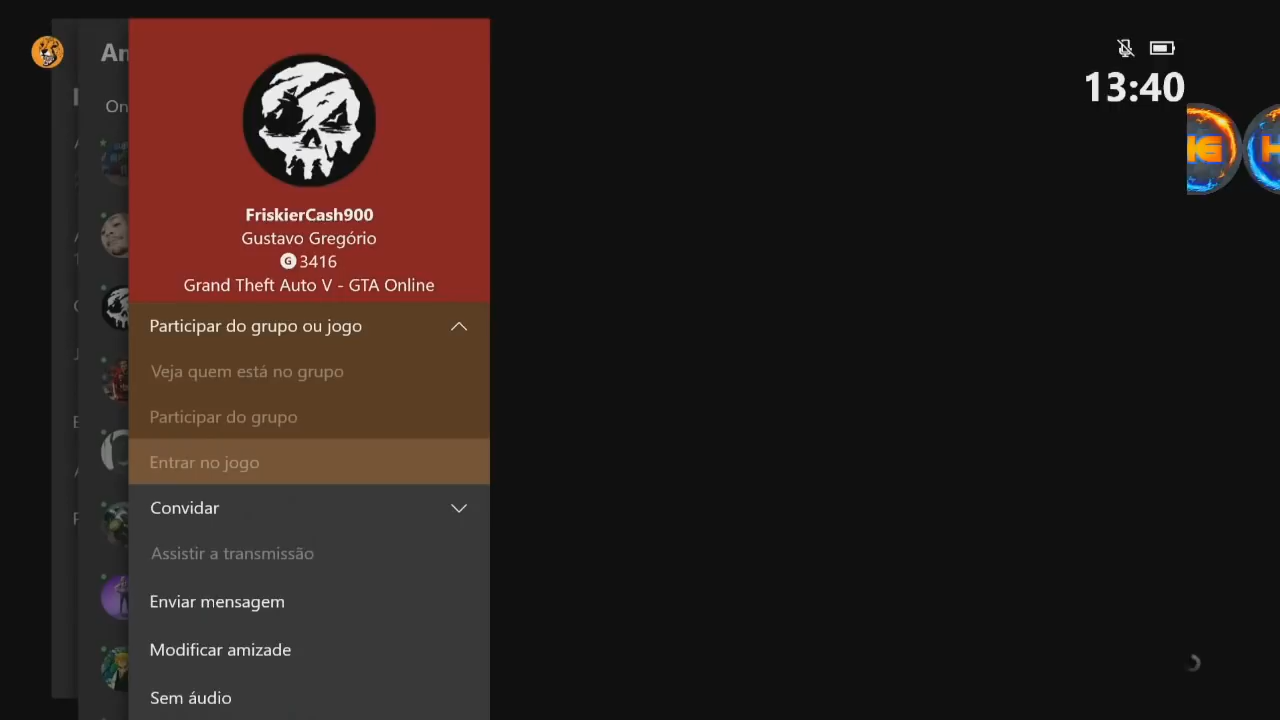 13:40
FriskierCash900
Gustavo Gregório
G 3416
Grand Theft Auto V - GTA Online
Participar do grupo ou jogo
Veja quem está no grupo
Participar do grupo
Entrar no jogo
Convidar
Assistir a transmissão
Enviar mensagem
Modificar amizade
Sem áudio